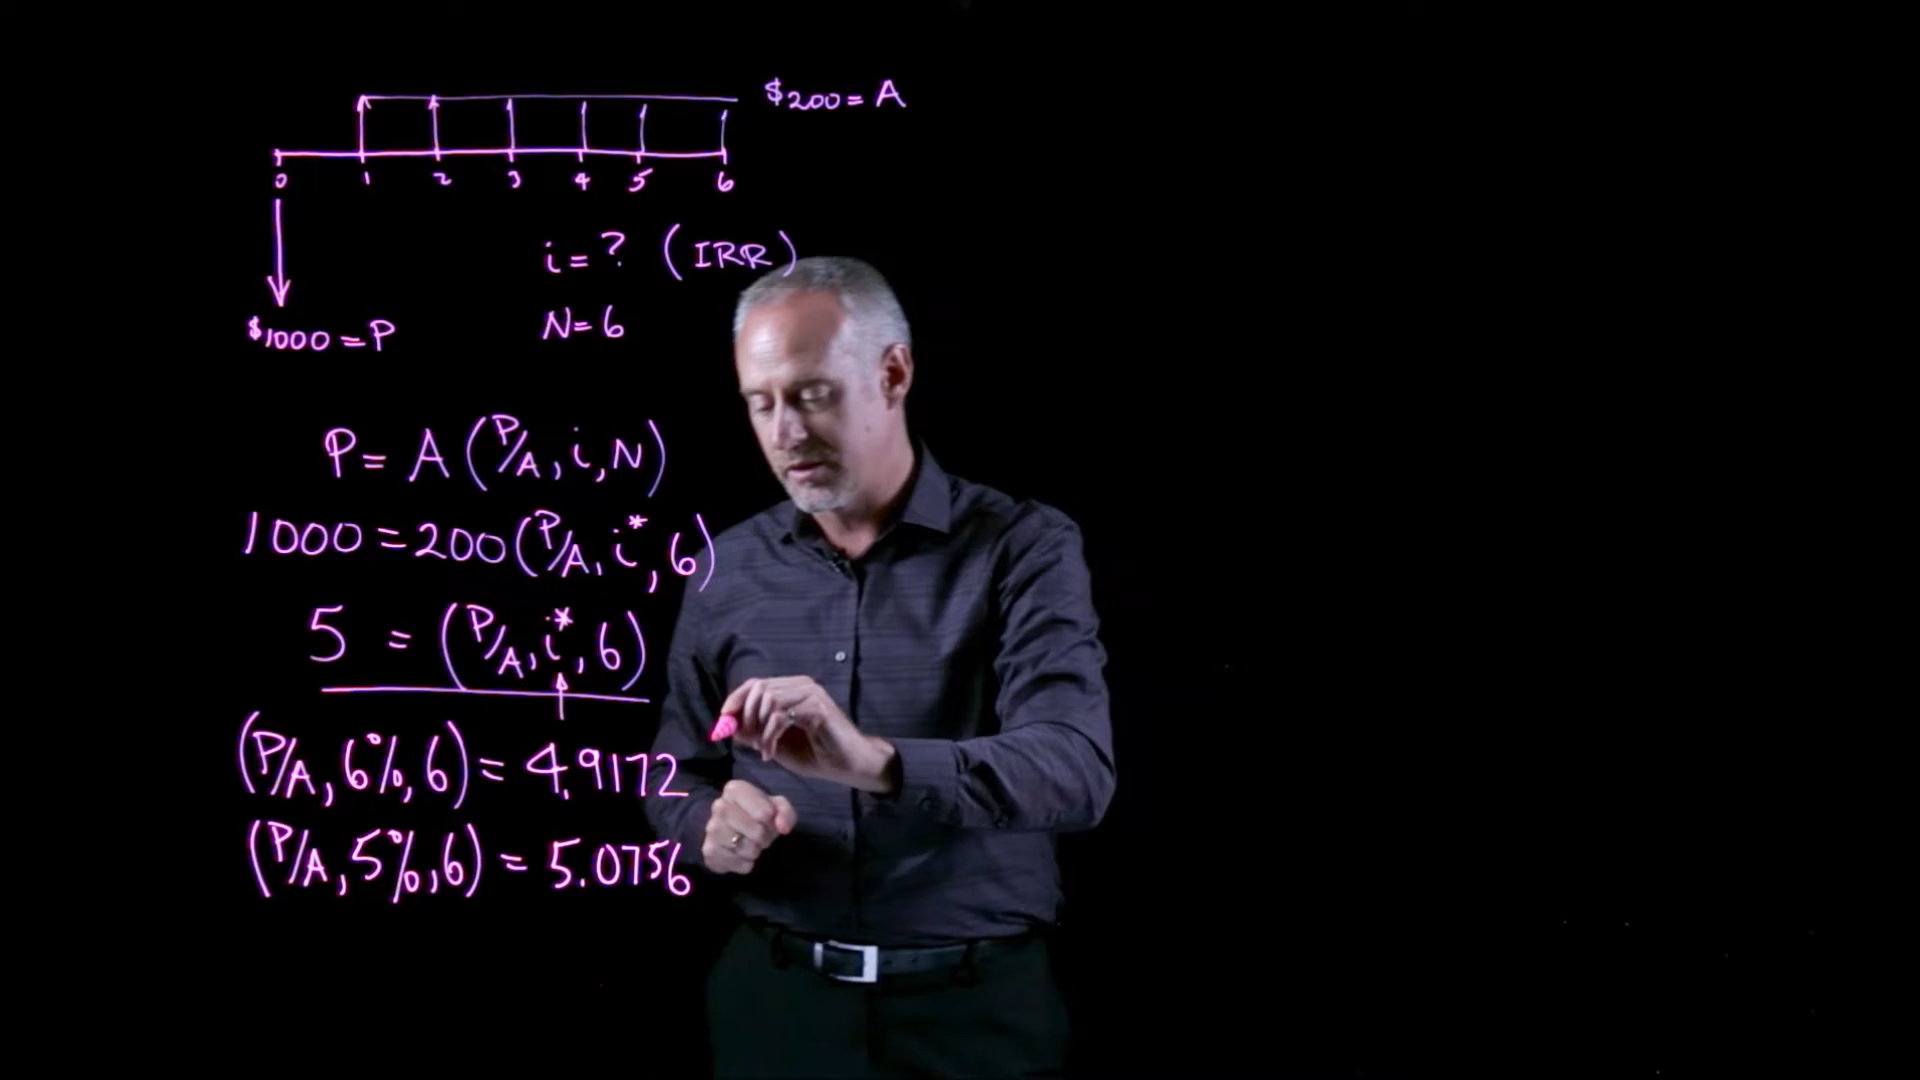 $200 = A
0 1 2 3 4 5 6
i = ? (IRR)
$1000 = P
N = 6
P = A (P/A, i, N)
1000 = 200 (P/A, i*, 6)
5 = (P/A, i*, 6)
(P/A, 6%, 6) = 4.9172
(P/A, 5%, 6) = 5.0756